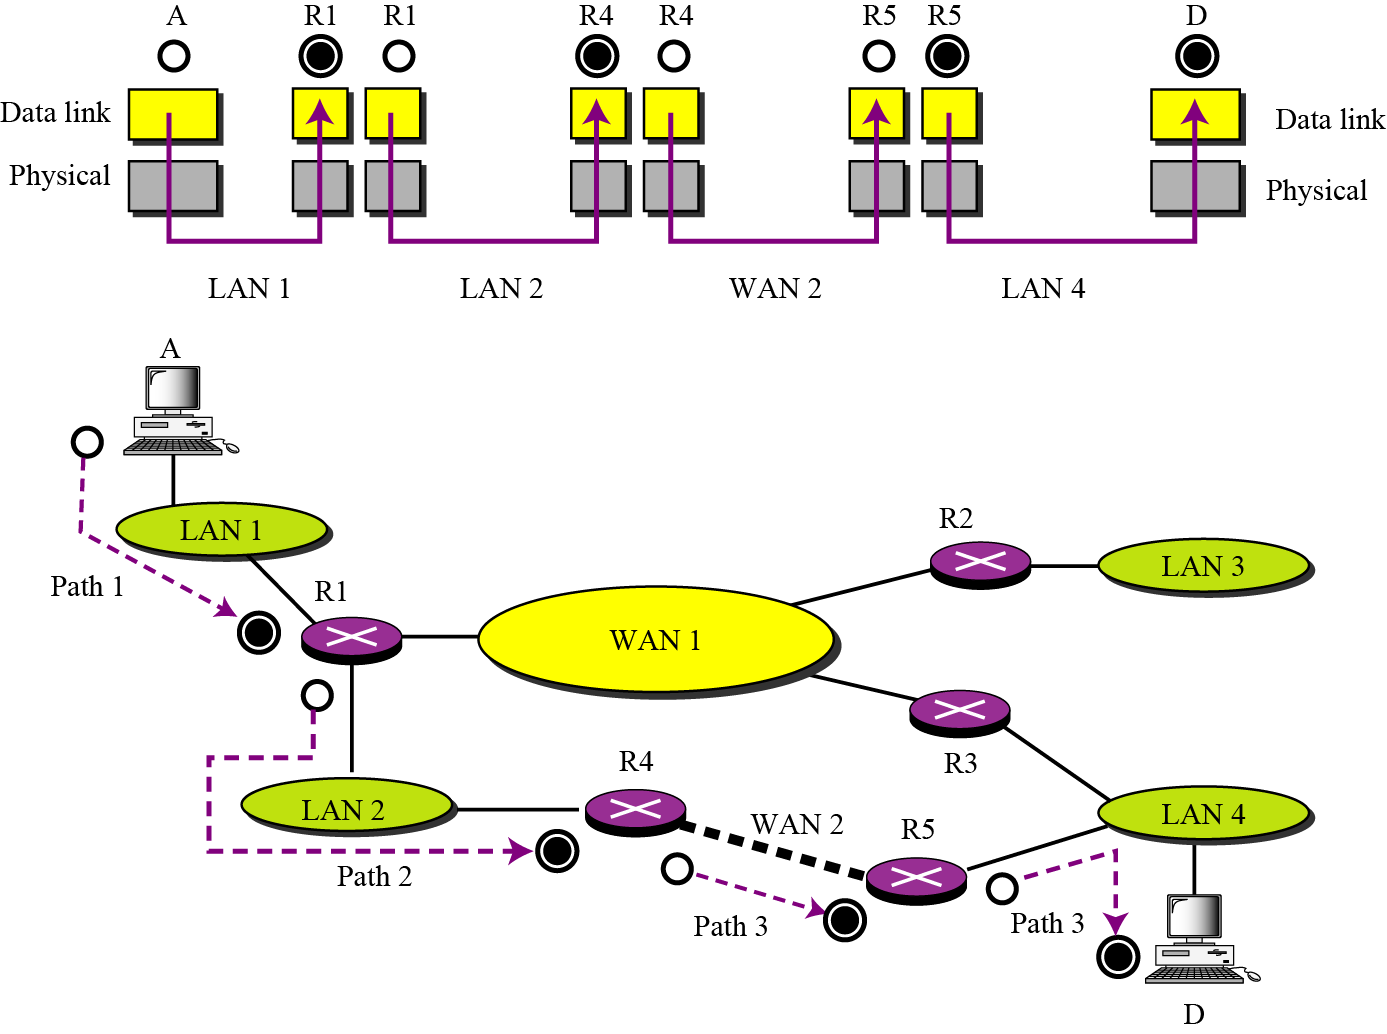 A R1 R1 R4 R4 R5 R5 D
Data link
Data link
Physical
Physical
LAN 1 LAN 2 WAN 2 LAN 4
A
LAN 1
R2
LAN 3
Path 1
R1
WAN 1
R4
R3
LAN 2
WAN 2
R5
LAN 4
Path 2
Path 3
Path 3
D